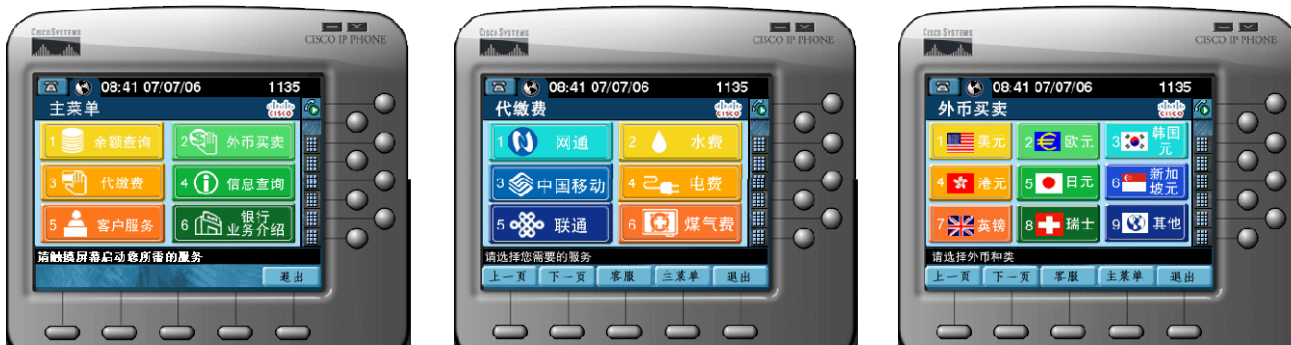 CISCO SYSTEMS
CISCO IP PHONE
08:41 07/07/06 1135
主菜单
CISCO
1 余额查询
2 外币买卖
3 代缴费
4 信息查询
5 客户服务
6 银行
业务介绍
请触摸屏幕启动您所需的服务
退出
CISCO SYSTEMS
CISCO IP PHONE
08:41 07/07/06 1135
代缴费
CISCO
1 网通
2 水费
3 中国移动
4 电费
5 联通
6 煤气费
请选择您需要的服务
上一页 下一页 客服 主菜单 退出
CISCO SYSTEMS
CISCO IP PHONE
08:41 07/07/06 1135
外币买卖
CISCO
1 美元
2 欧元
3 韩国
元
4 港元
5 日元
6 新加
坡元
7 英镑
8 瑞士
9 其他
请选择外币和类
上一页 下一页 客服 主菜单 退出